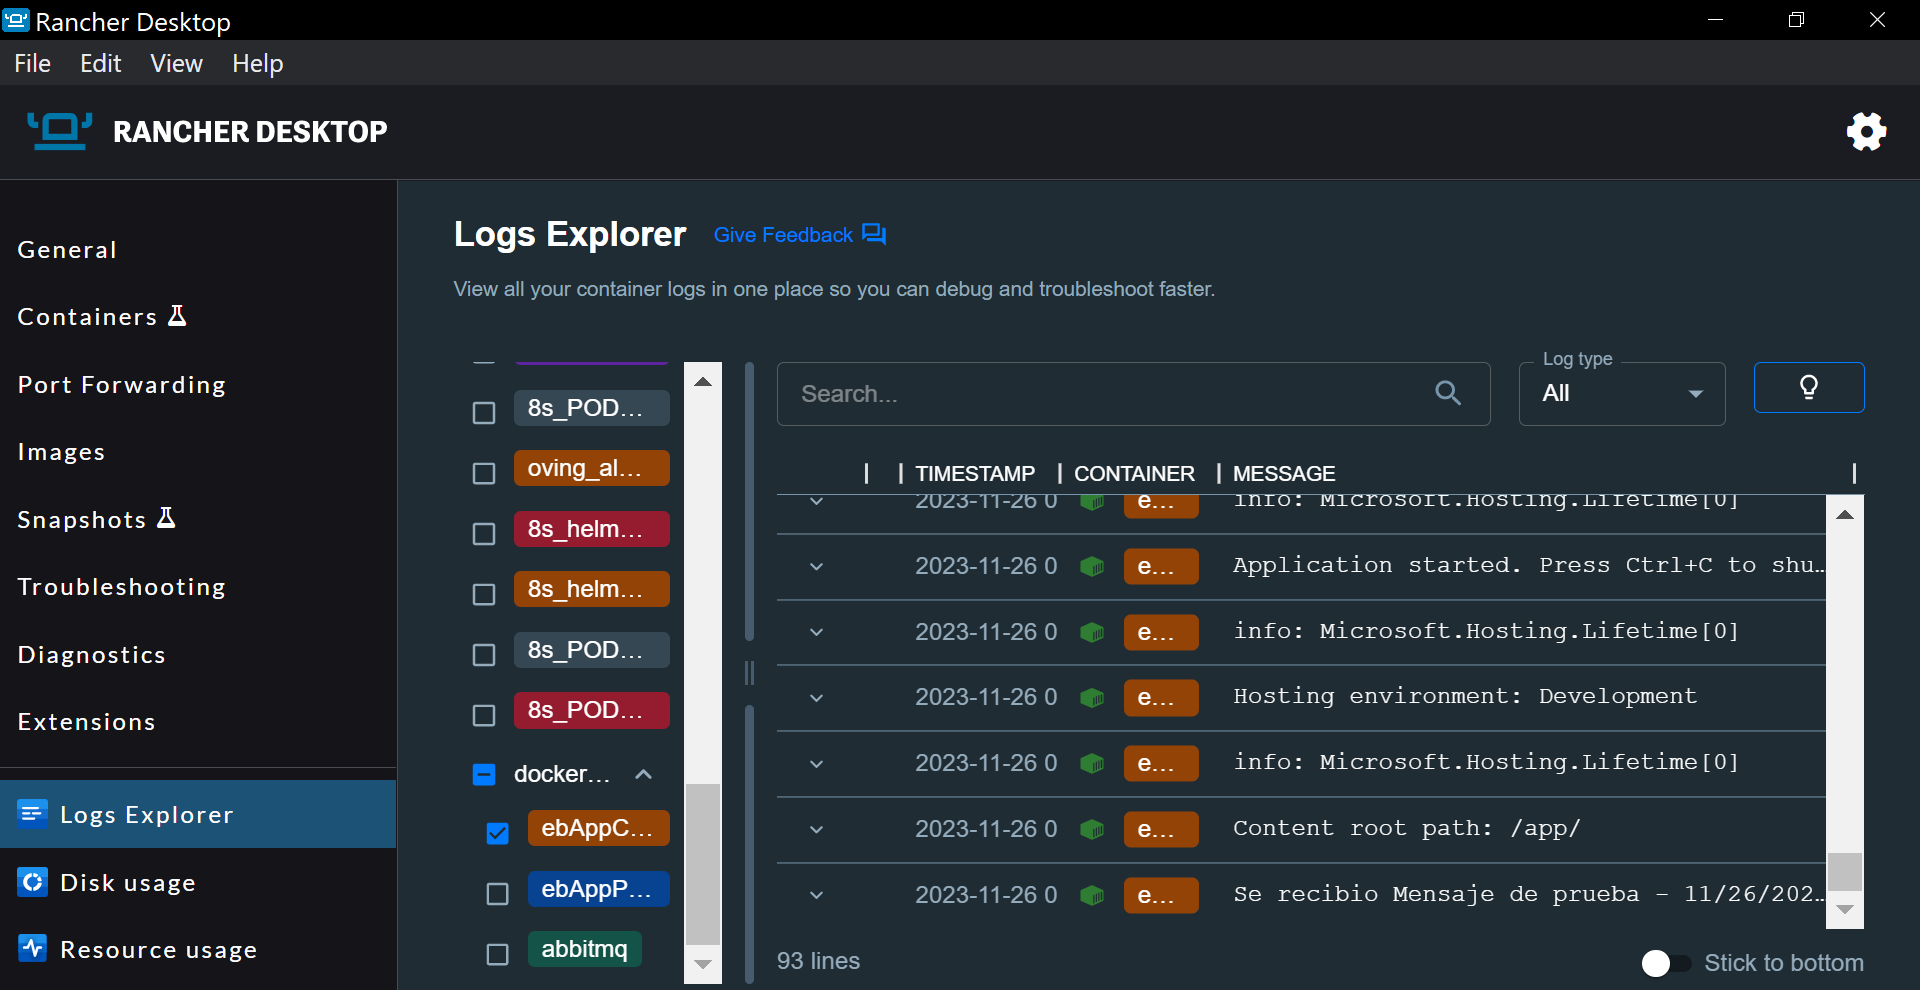 Rancher Desktop
File Edit View Help
RANCHER DESKTOP
General
Containers
Port Forwarding
Images
Snapshots
Troubleshooting
Diagnostics
Extensions
Logs Explorer
Disk usage
Resource usage
Logs Explorer Give Feedback
View all your container logs in one place so you can debug and troubleshoot faster.
8s_POD...
oving_al...
8s_helm...
8s_helm...
8s_POD...
8s_POD...
docker...
ebAppC...
ebAppP...
abbitmq
Search...
Log type
All
TIMESTAMP CONTAINER MESSAGE
2023-11-26 0 e... info: Microsoft.Hosting.Lifetime[0]
2023-11-26 0 e... Application started. Press Ctrl+C to shu...
2023-11-26 0 e... info: Microsoft.Hosting.Lifetime[0]
2023-11-26 0 e... Hosting environment: Development
2023-11-26 0 e... info: Microsoft.Hosting.Lifetime[0]
2023-11-26 0 e... Content root path: /app/
2023-11-26 0 e... Se recibio Mensaje de prueba - 11/26/202...
93 lines
Stick to bottom